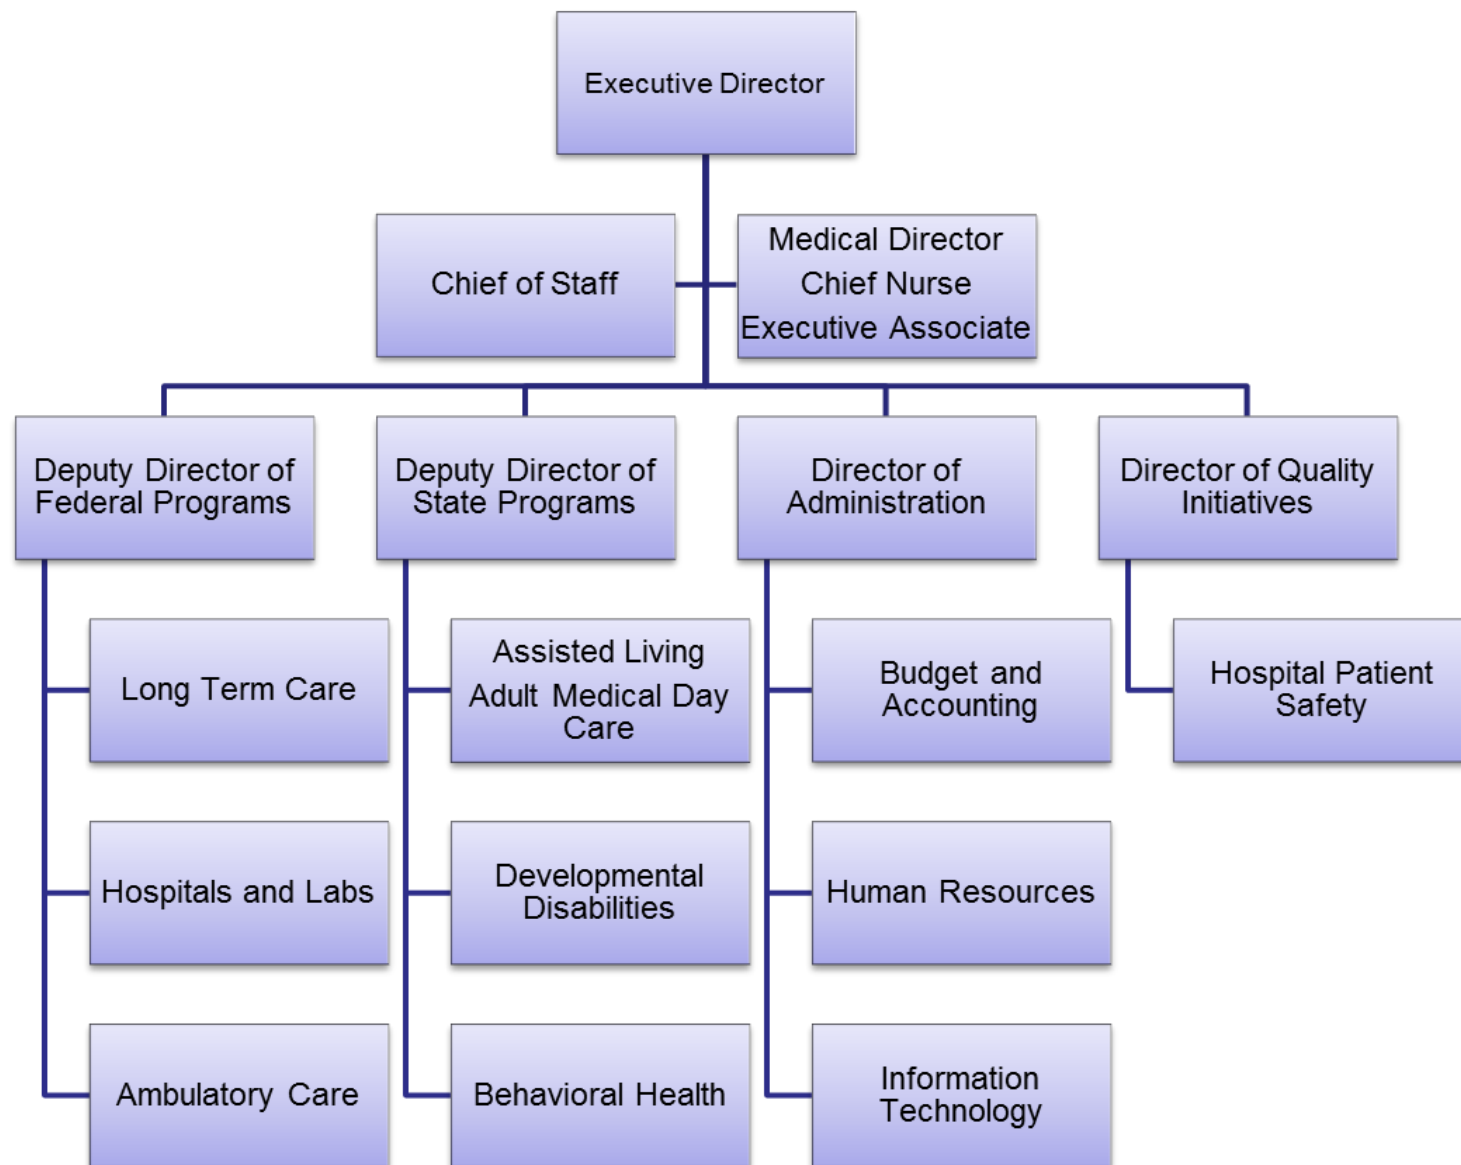 Executive Director
Chief of Staff
Medical Director
Chief Nurse
Executive Associate
Deputy Director of
Federal Programs
Deputy Director of
State Programs
Director of
Administration
Director of Quality
Initiatives
Long Term Care
Assisted Living
Adult Medical Day
Care
Budget and
Accounting
Hospital Patient
Safety
Hospitals and Labs
Developmental
Disabilities
Human Resources
Ambulatory Care
Behavioral Health
Information
Technology